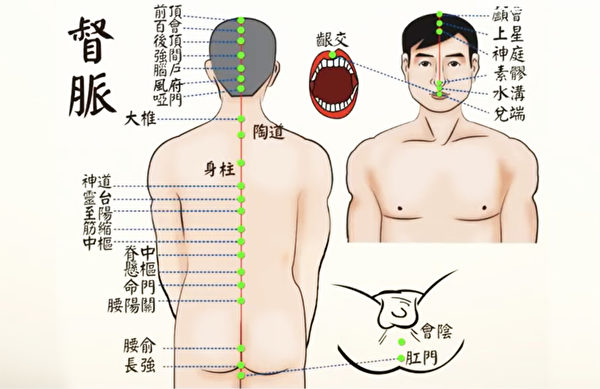 督脈
前頂
百會
後頂
強間
腦戶
風府
啞門
大椎
陶道
身柱
神道
靈台
至陽
筋縮
中樞
脊中
懸樞
命門
腰陽關
腰俞
長強
齦交
上星
神庭
素髎
水溝
兌端
會陰
肛門